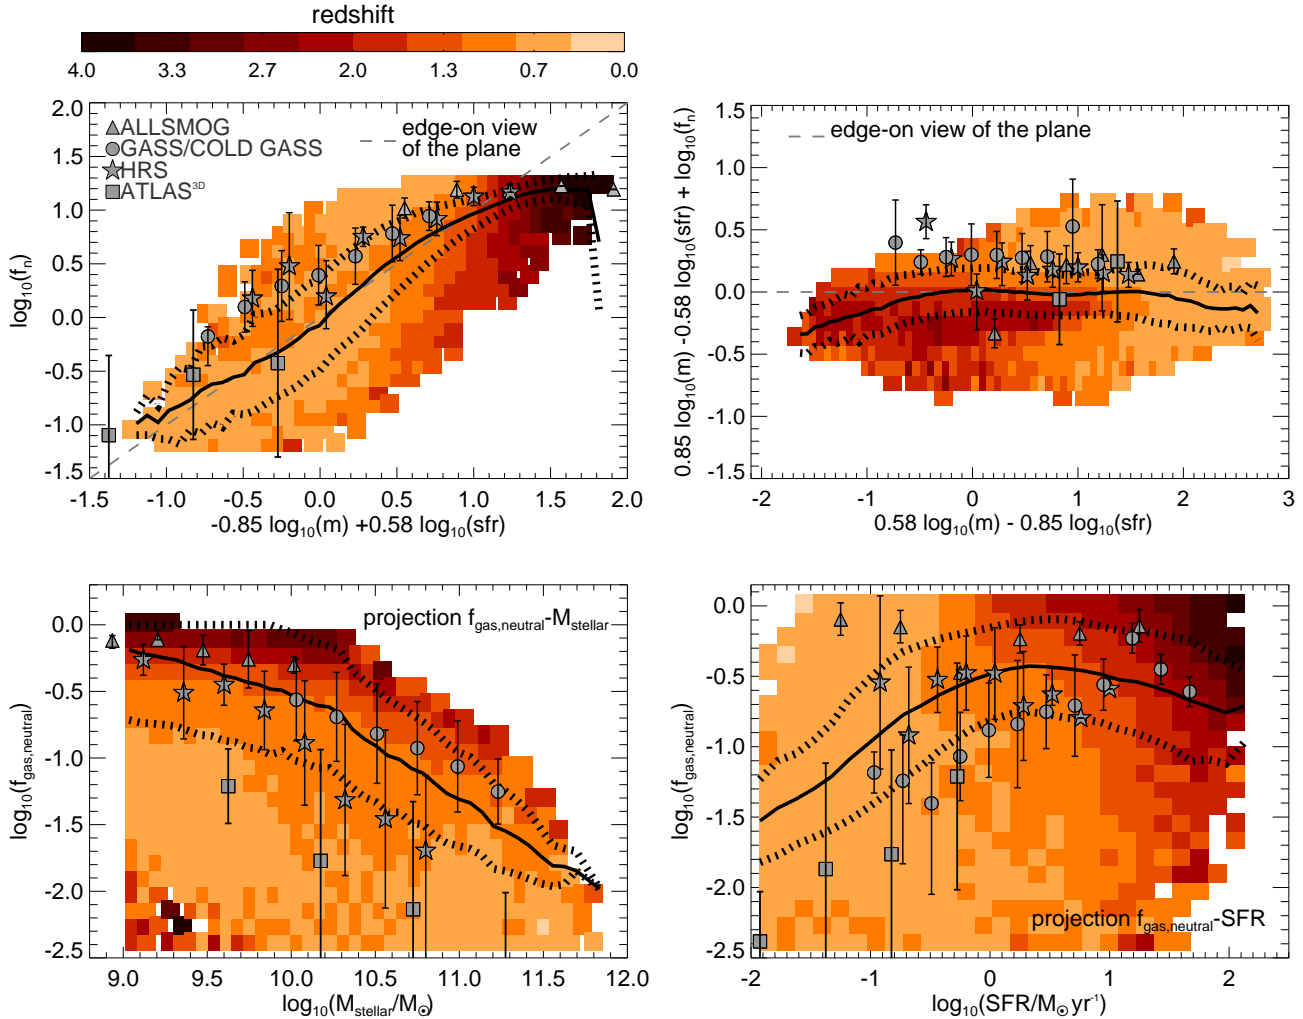 redshift
4.0 3.3 2.7 2.0 1.3 0.7 0.0
2.0
1.5
1.0
0.5
0.0
-0.5
-1.0
-1.5
log₁₀(fₙ)
ALLSMOG
GASS/COLD GASS
HRS
ATLAS³ᴰ
edge-on view
of the plane
-1.5 -1.0 -0.5 0.0 0.5 1.0 1.5 2.0
-0.85 log₁₀(m) +0.58 log₁₀(sfr)
1.5
1.0
0.5
0.0
-0.5
-1.0
-1.5
0.85 log₁₀(m) -0.58 log₁₀(sfr) + log₁₀(fₙ)
edge-on view of the plane
-2 -1 0 1 2 3
0.58 log₁₀(m) - 0.85 log₁₀(sfr)
0.0
-0.5
-1.0
-1.5
-2.0
-2.5
log₁₀(f_gas,neutral)
projection f_gas,neutral-M_stellar
9.0 9.5 10.0 10.5 11.0 11.5 12.0
log₁₀(M_stellar/M_⊙)
0.0
-0.5
-1.0
-1.5
-2.0
-2.5
log₁₀(f_gas,neutral)
projection f_gas,neutral-SFR
-2 -1 0 1 2
log₁₀(SFR/M_⊙ yr⁻¹)